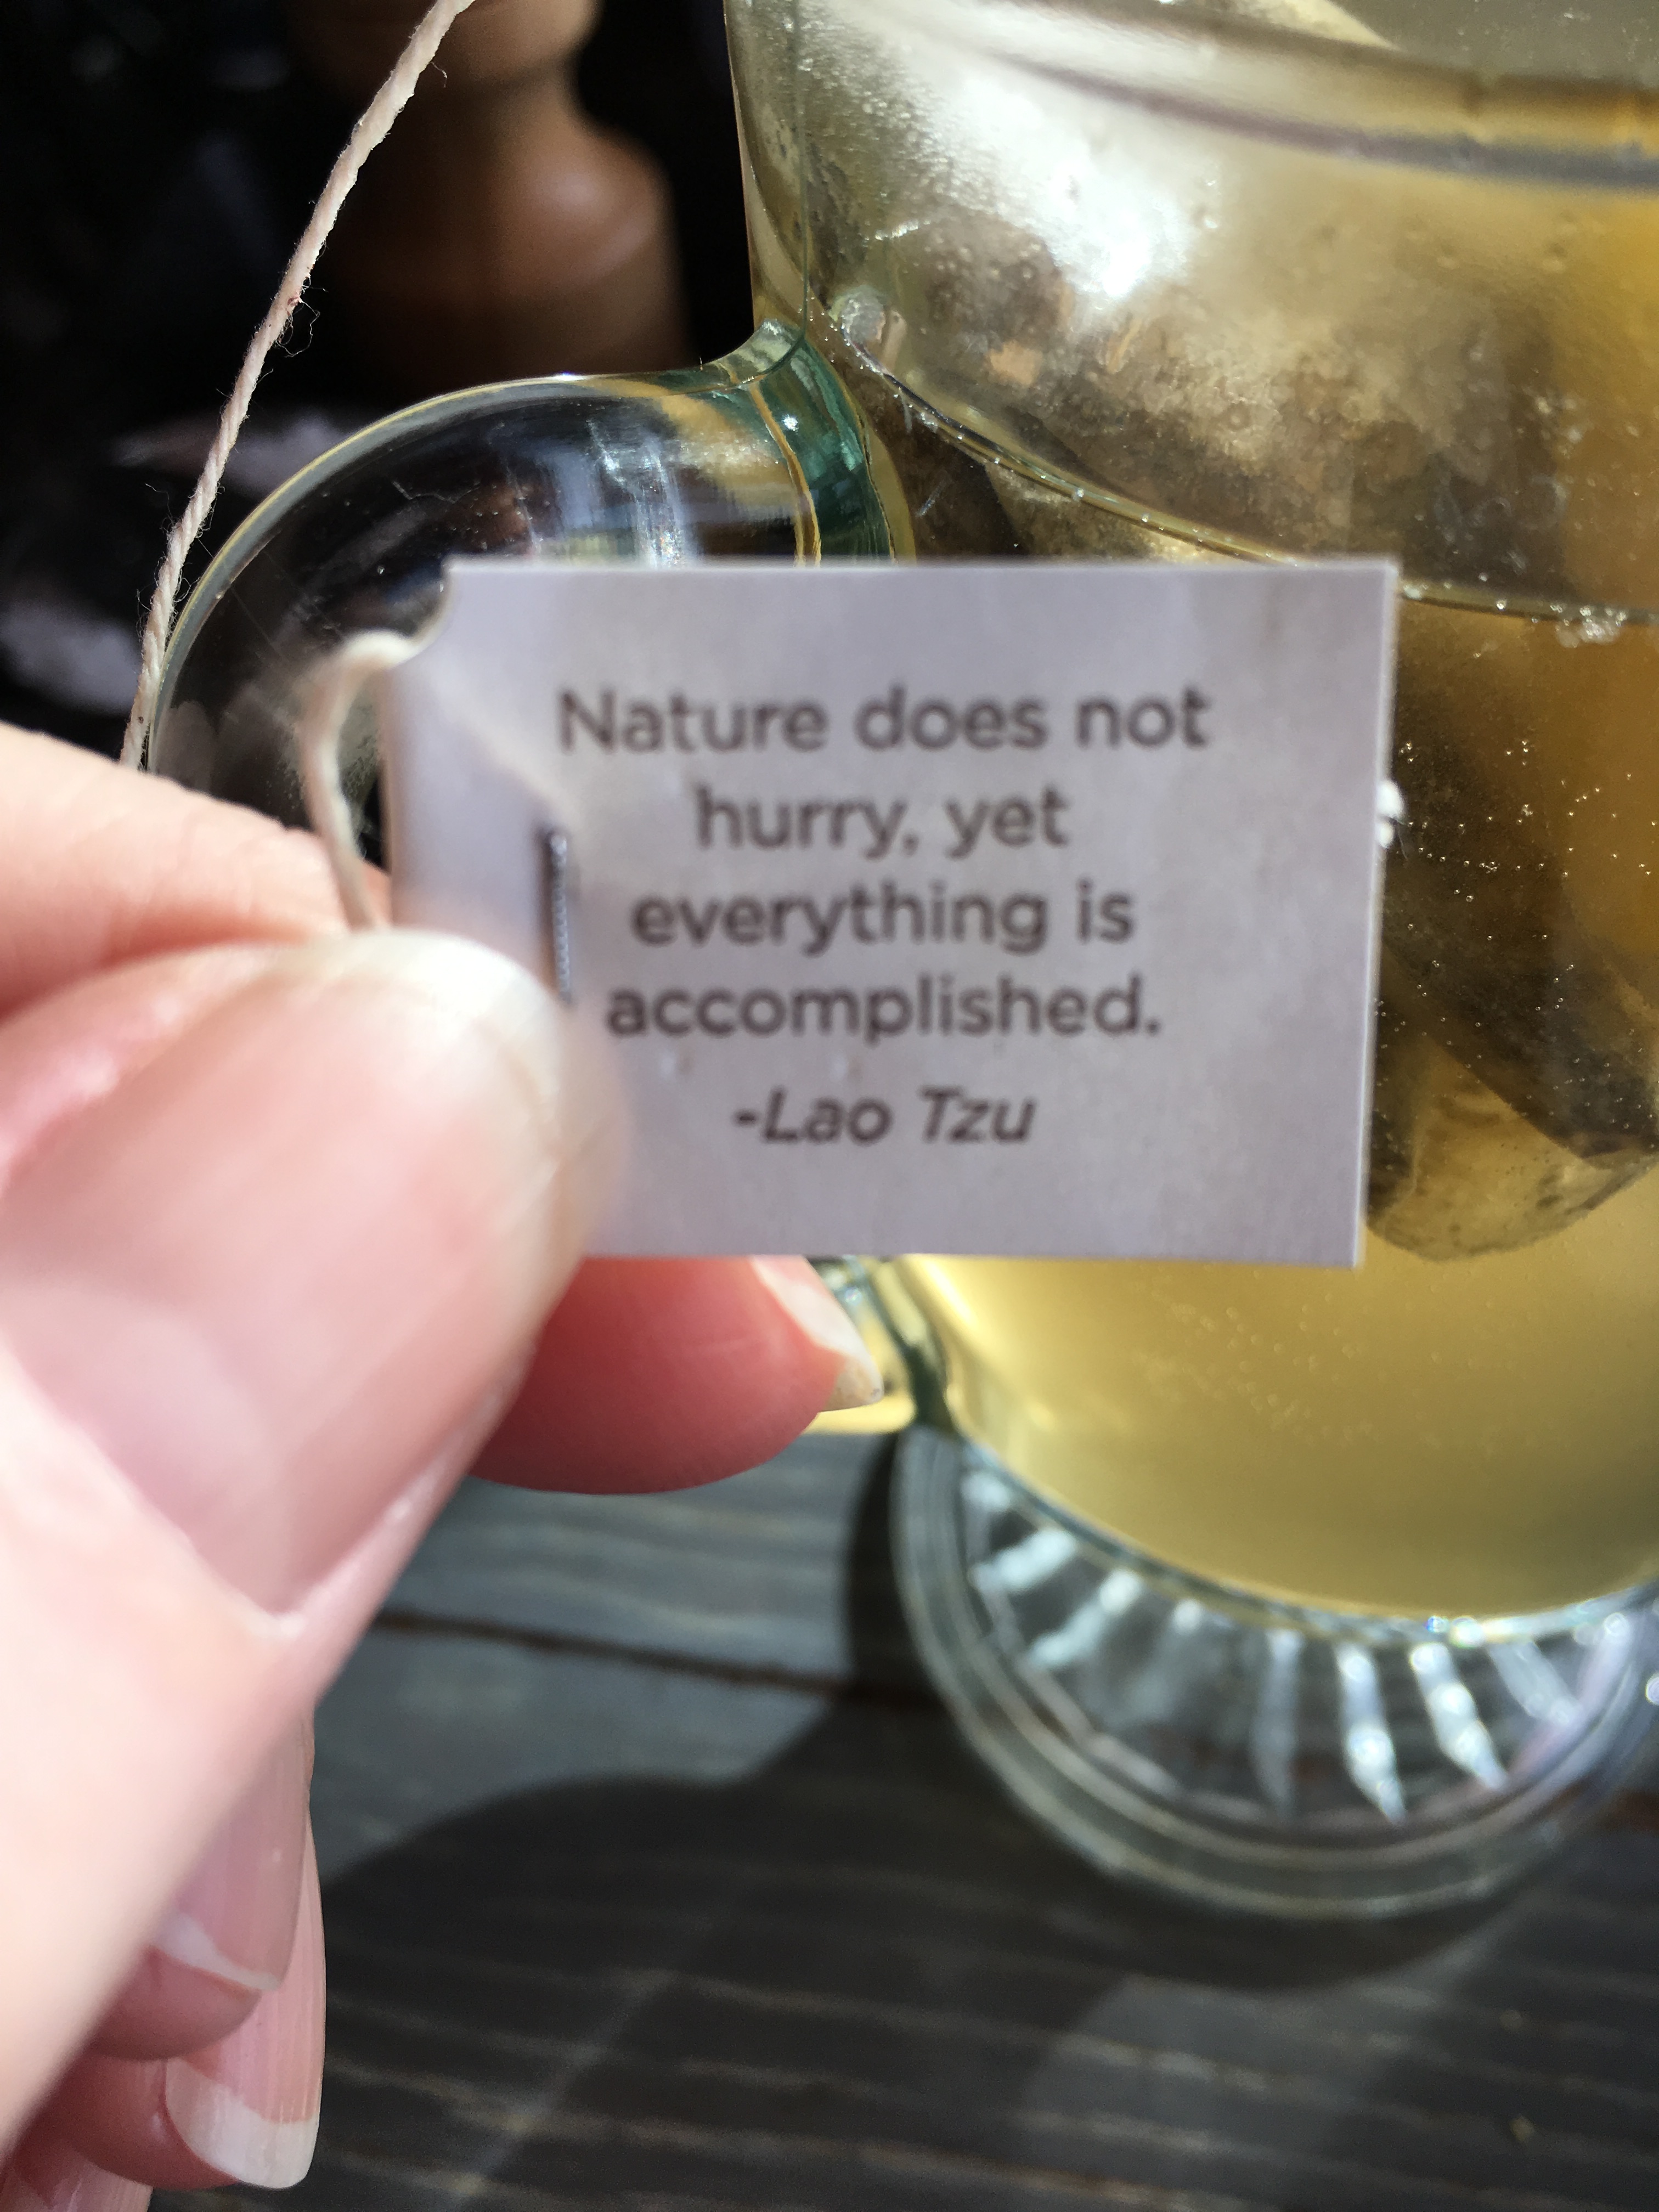 Nature does not
hurry, yet
everything is
accomplished.
-Lao Tzu